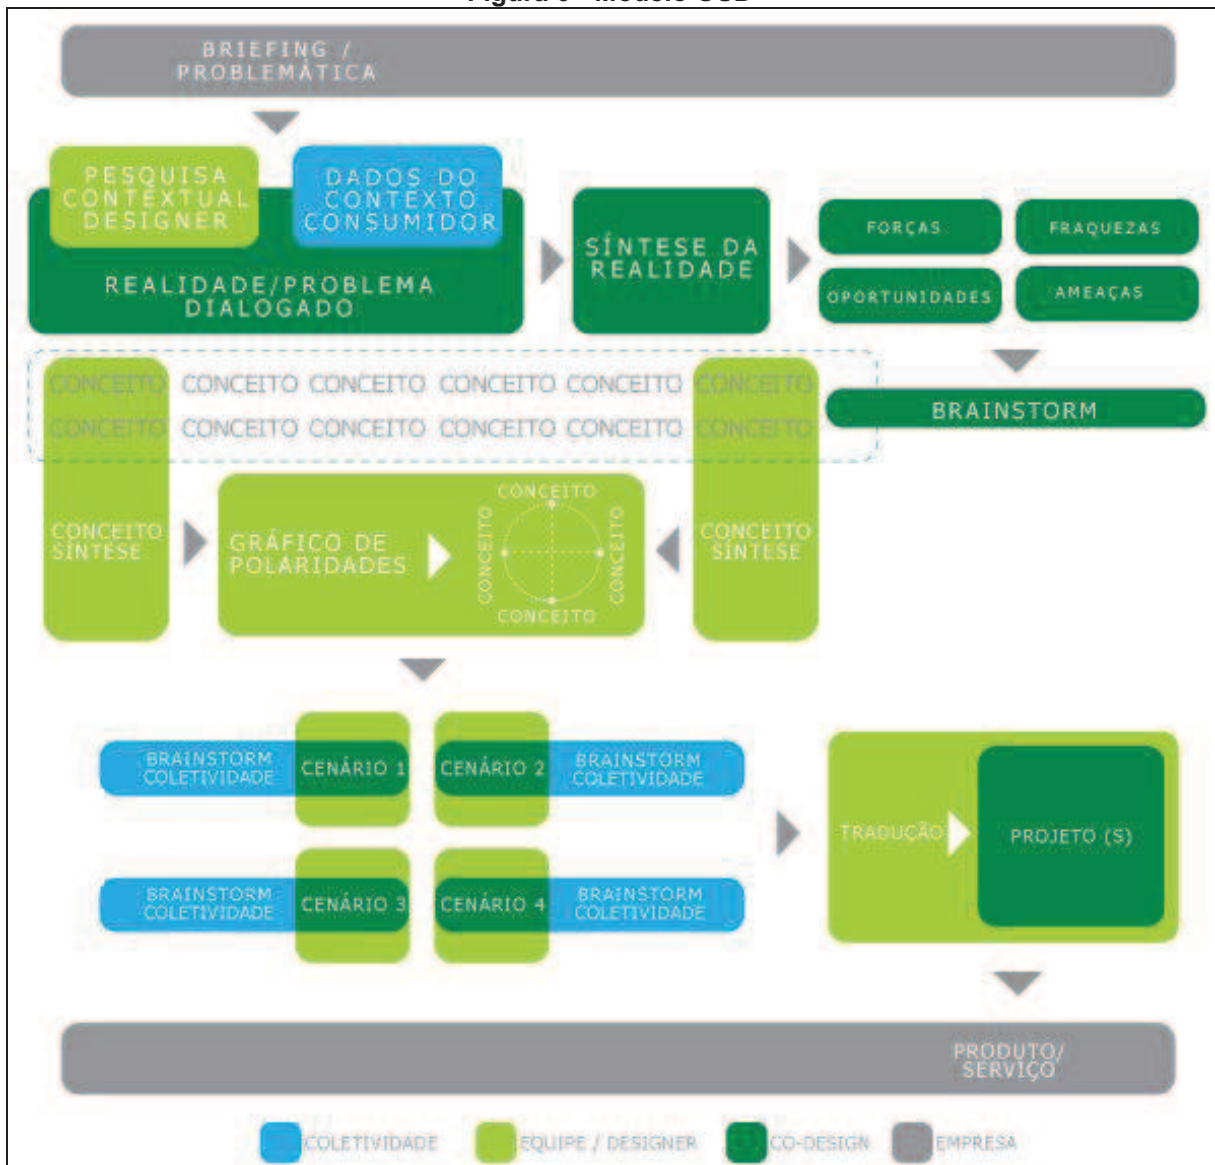 BRIEFING /
PROBLEMÁTICA
PESQUISA
CONTEXTUAL
DESIGNER
DADOS DO
CONTEXTO
CONSUMIDOR
REALIDADE/PROBLEMA
DIALOGADO
SÍNTESE DA
REALIDADE
FORÇAS
FRAQUEZAS
OPORTUNIDADES
AMEAÇAS
BRAINSTORM
CONCEITO CONCEITO CONCEITO CONCEITO CONCEITO CONCEITO
CONCEITO CONCEITO CONCEITO CONCEITO CONCEITO CONCEITO
CONCEITO
SÍNTESE
GRÁFICO DE
POLARIDADES
CONCEITO
CONCEITO
CONCEITO
CONCEITO
CONCEITO
SÍNTESE
BRAINSTORM
COLETIVIDADE
CENÁRIO 1
CENÁRIO 2
BRAINSTORM
COLETIVIDADE
BRAINSTORM
COLETIVIDADE
CENÁRIO 3
CENÁRIO 4
BRAINSTORM
COLETIVIDADE
TRADUÇÃO
PROJETO (S)
PRODUTO/
SERVIÇO
COLETIVIDADE
EQUIPE / DESIGNER
CO-DESIGN
EMPRESA